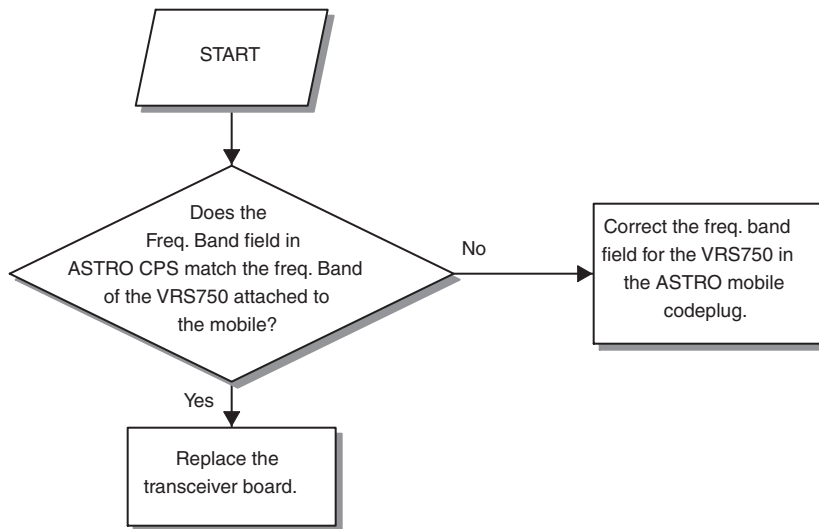 START
Does the
Freq. Band field in
ASTRO CPS match the freq. Band
of the VRS750 attached to
the mobile?
No
Correct the freq. band
field for the VRS750 in
the ASTRO mobile
codeplug.
Yes
Replace the
transceiver board.